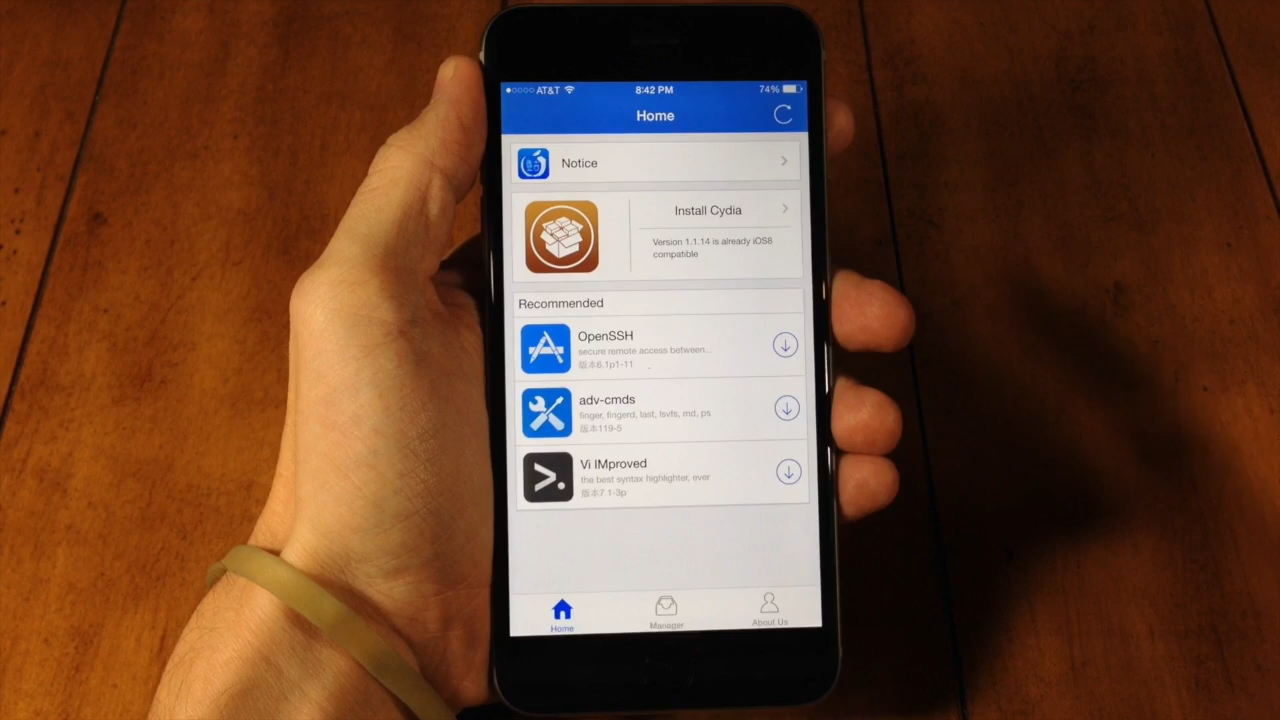 AT&T 8:42 PM 74%
Home
Notice
Install Cydia
Version 1.1.14 is already iOS8
compatible
Recommended
OpenSSH
secure remote access between...
版本6.1p1-11
adv-cmds
finger, fingerd, last, lsvfs, md, ps
版本119-5
Vi IMproved
the best syntax highlighter, ever
版本7.1-3p
Home Manager About Us